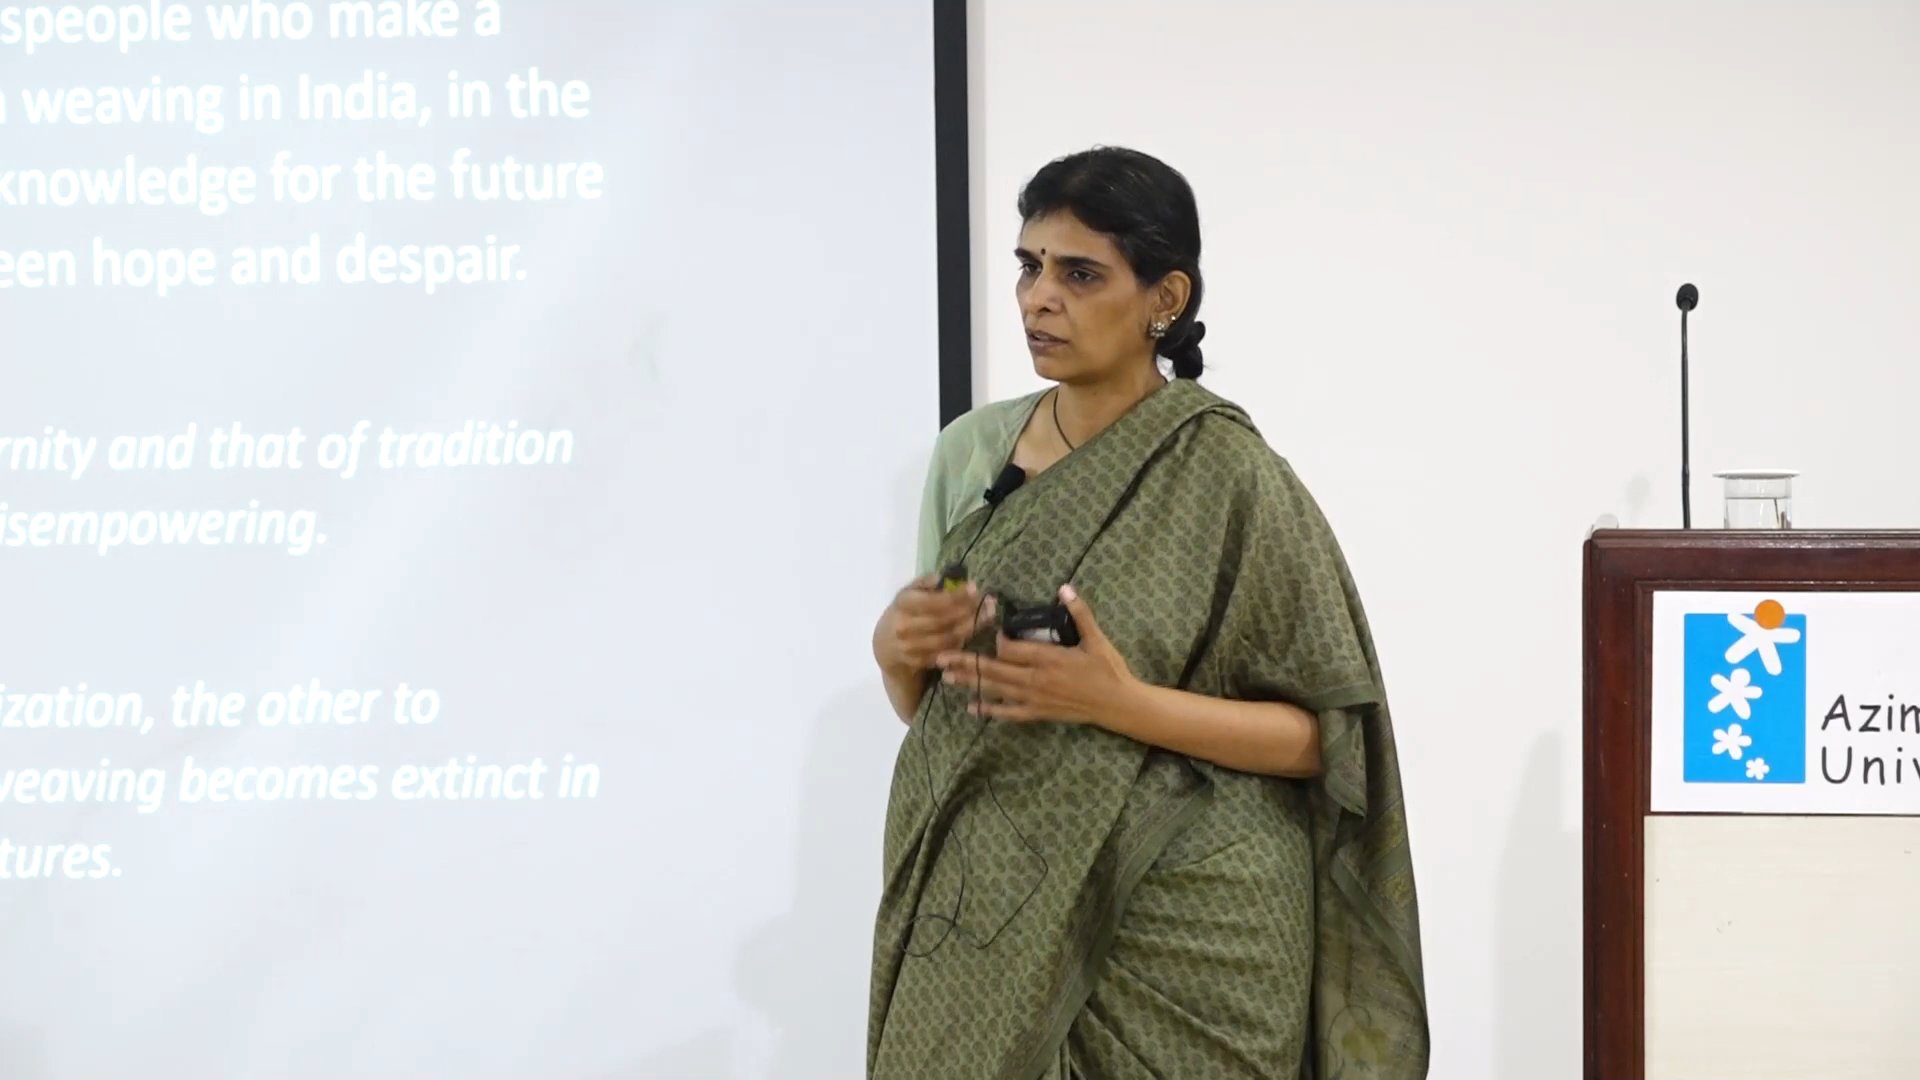 speople who make a
weaving in India, in the
knowledge for the future
een hope and despair.
rnity and that of tradition
isempowering.
ization, the other to
weaving becomes extinct in
tures.
Azim
Univ